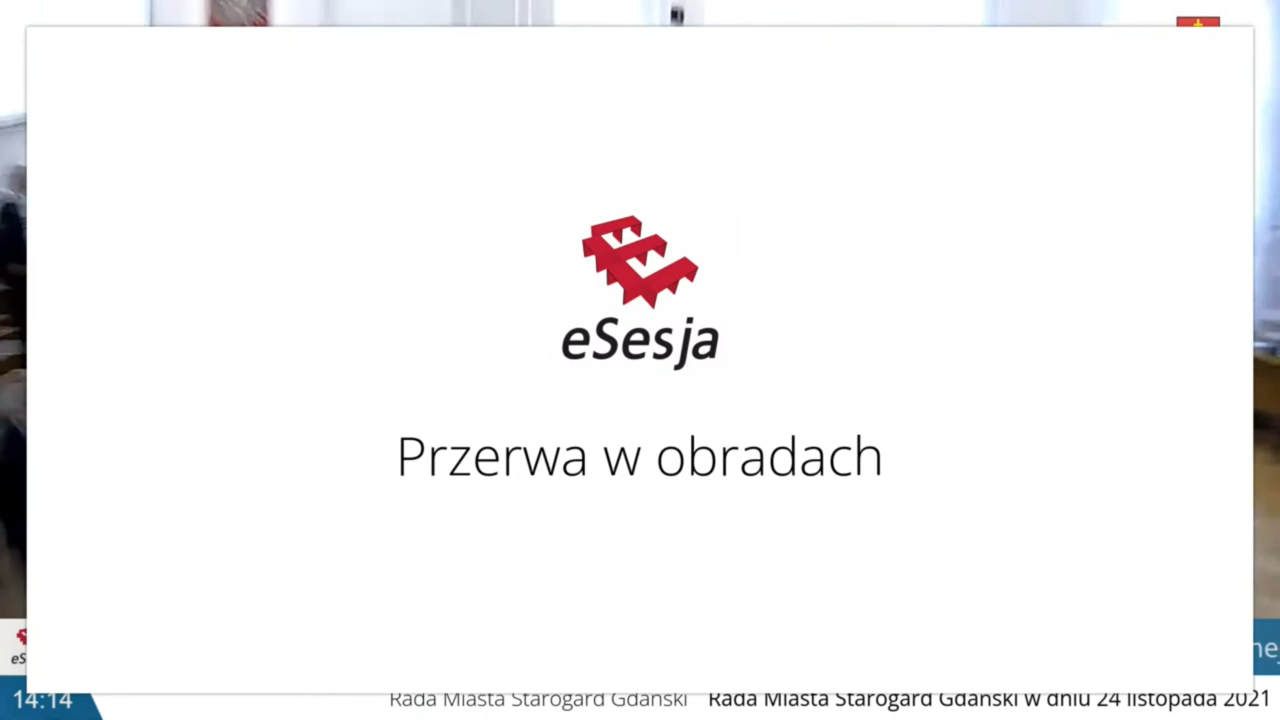 eSesja
Przerwa w obradach
14:14
Rada Miasta Starogard Gdański
Rada Miasta Starogard Gdański w dniu 24 listopada 2021